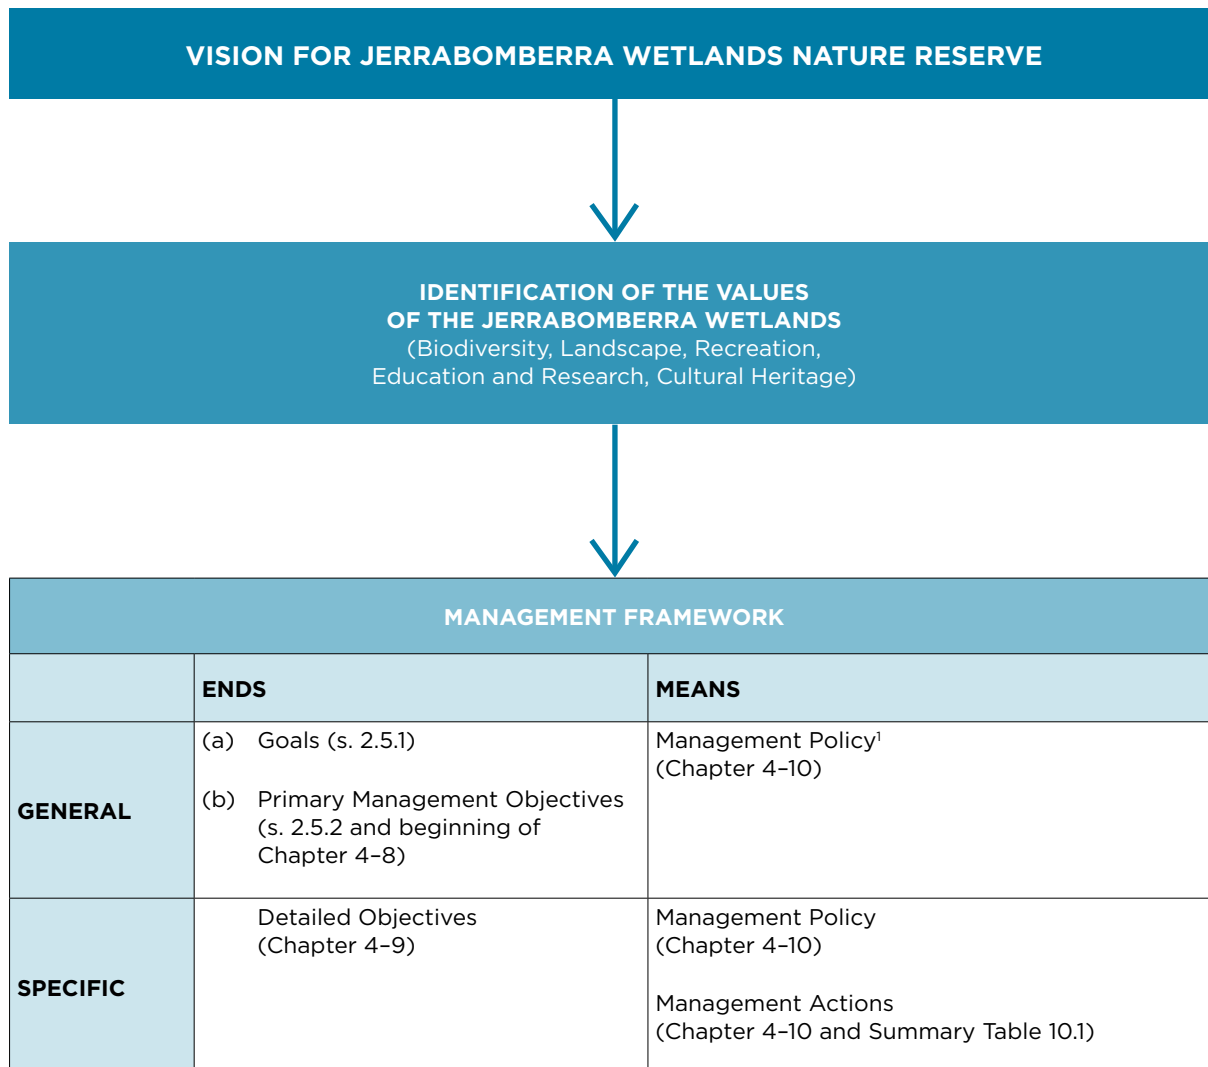 VISION FOR JERRABOMBERRA WETLANDS NATURE RESERVE
IDENTIFICATION OF THE VALUES
OF THE JERRABOMBERRA WETLANDS
(Biodiversity, Landscape, Recreation,
Education and Research, Cultural Heritage)
MANAGEMENT FRAMEWORK
ENDS
MEANS
GENERAL
(a) Goals (s. 2.5.1)
(b) Primary Management Objectives
(s. 2.5.2 and beginning of
Chapter 4–8)
Management Policy¹
(Chapter 4–10)
SPECIFIC
Detailed Objectives
(Chapter 4–9)
Management Policy
(Chapter 4–10)
Management Actions
(Chapter 4–10 and Summary Table 10.1)